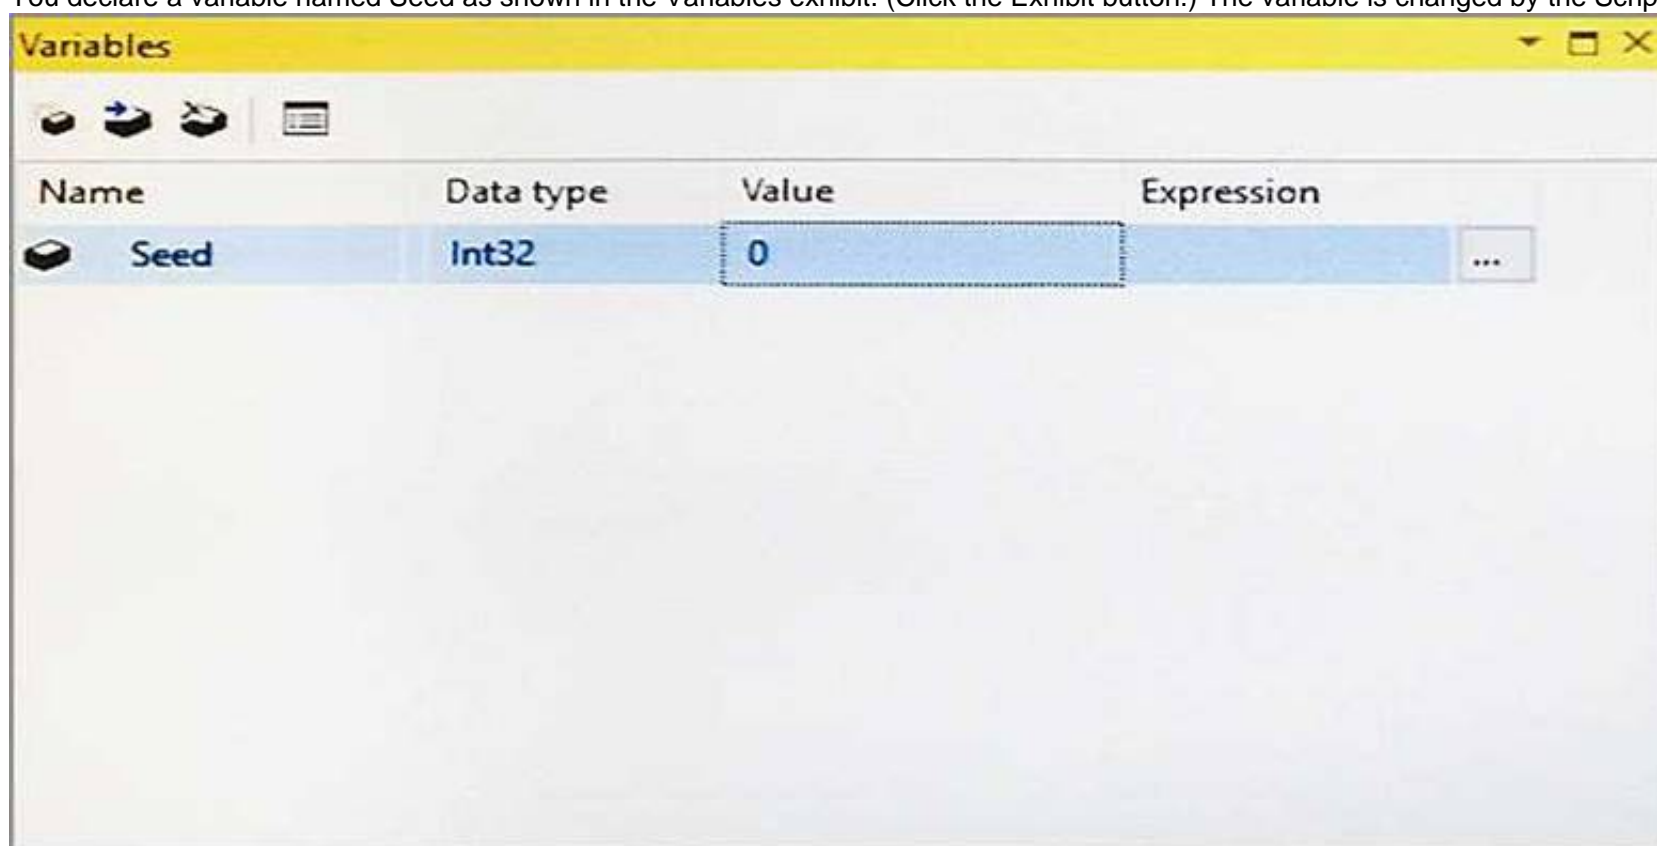 You declare a variable named Seed as shown in the Variables exhibit. (Click the Exhibit button.) The variable is changed by the Scrip
Variables
Name Data type Value Expression
Seed Int32 0 ...